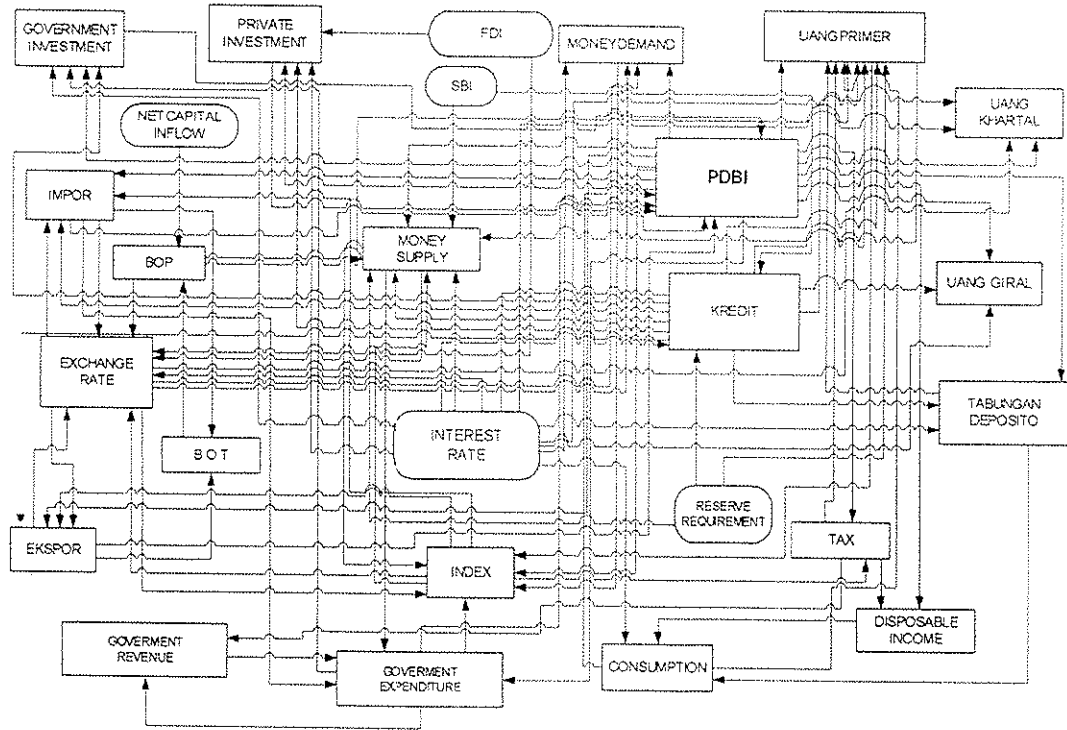 GOVERNMENT
INVESTMENT
PRIVATE
INVESTMENT
FDI
MONEY DEMAND
UANG PRIMER
SBI
NET CAPITAL
INFLOW
UANG
KHARTAL
IMPOR
PDBI
BOP
MONEY
SUPPLY
UANG GIRAL
KREDIT
EXCHANGE
RATE
TABUNGAN
DEPOSITO
INTEREST
RATE
B O T
RESERVE
REQUIREMENT
TAX
EKSPOR
INDEX
DISPOSABLE
INCOME
GOVERMENT
REVENUE
GOVERMENT
EXPENDITURE
CONSUMPTION